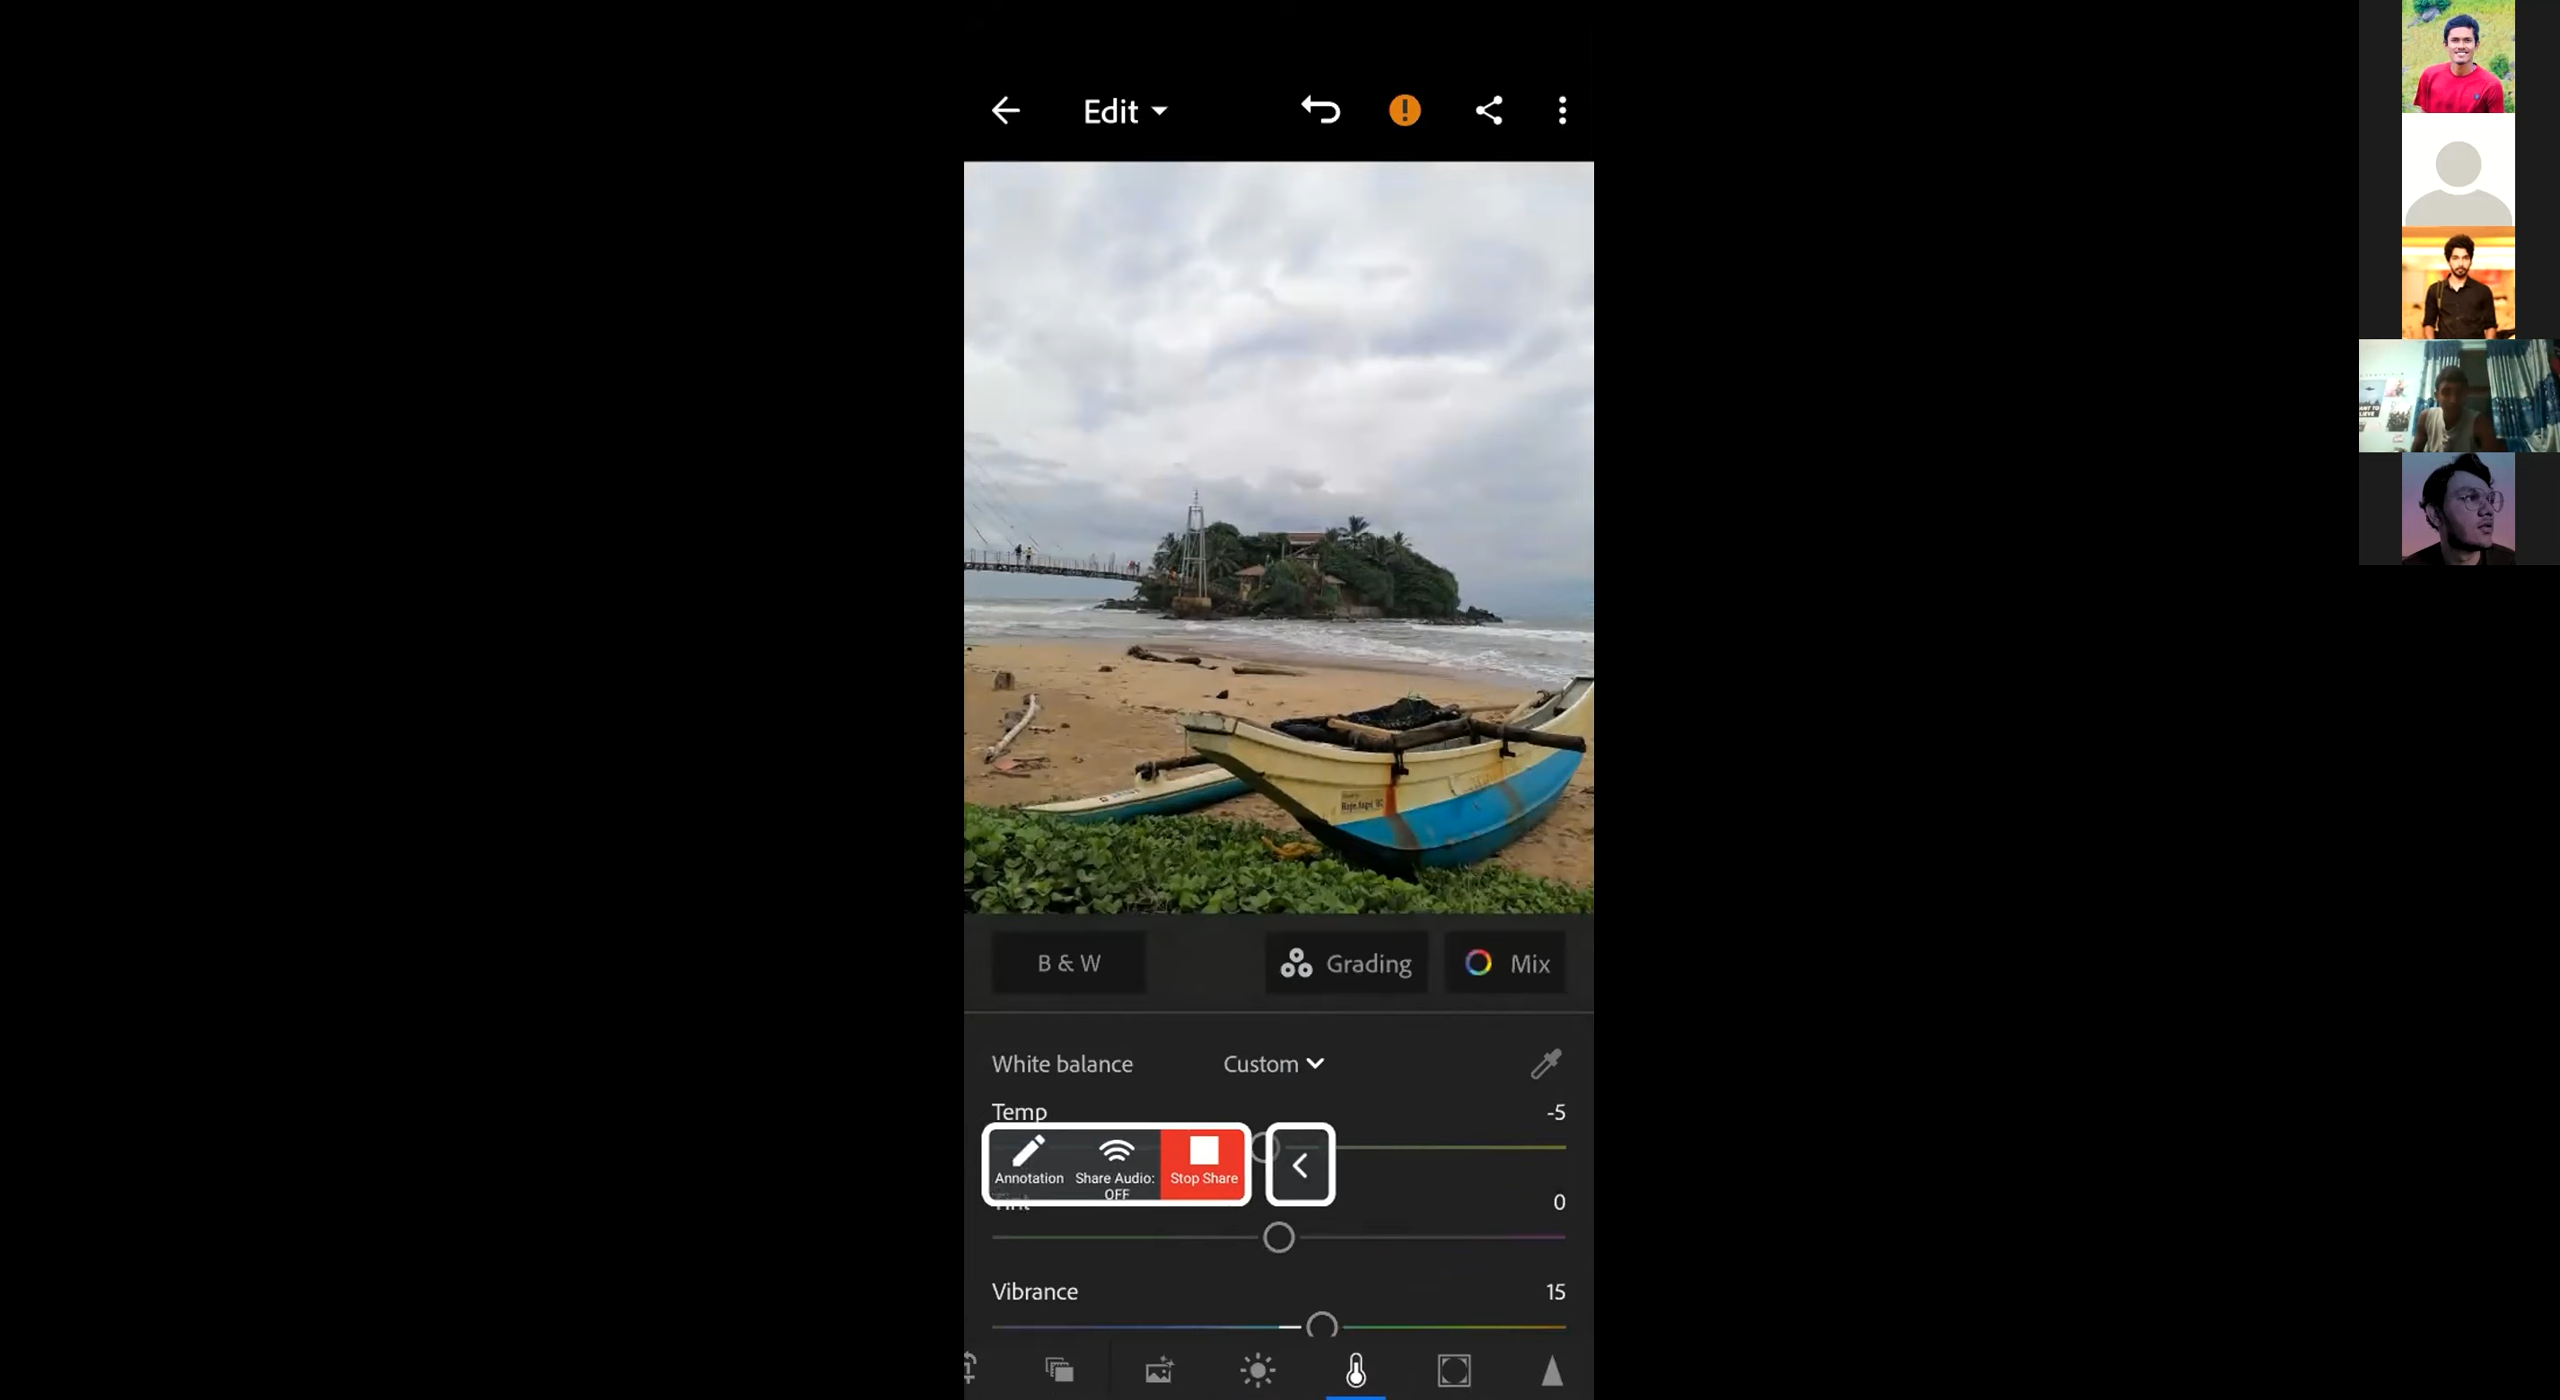 Edit
B & W
Grading
Mix
White balance
Custom
Temp
-5
Annotation
Share Audio:
OFF
Stop Share
0
Vibrance
15